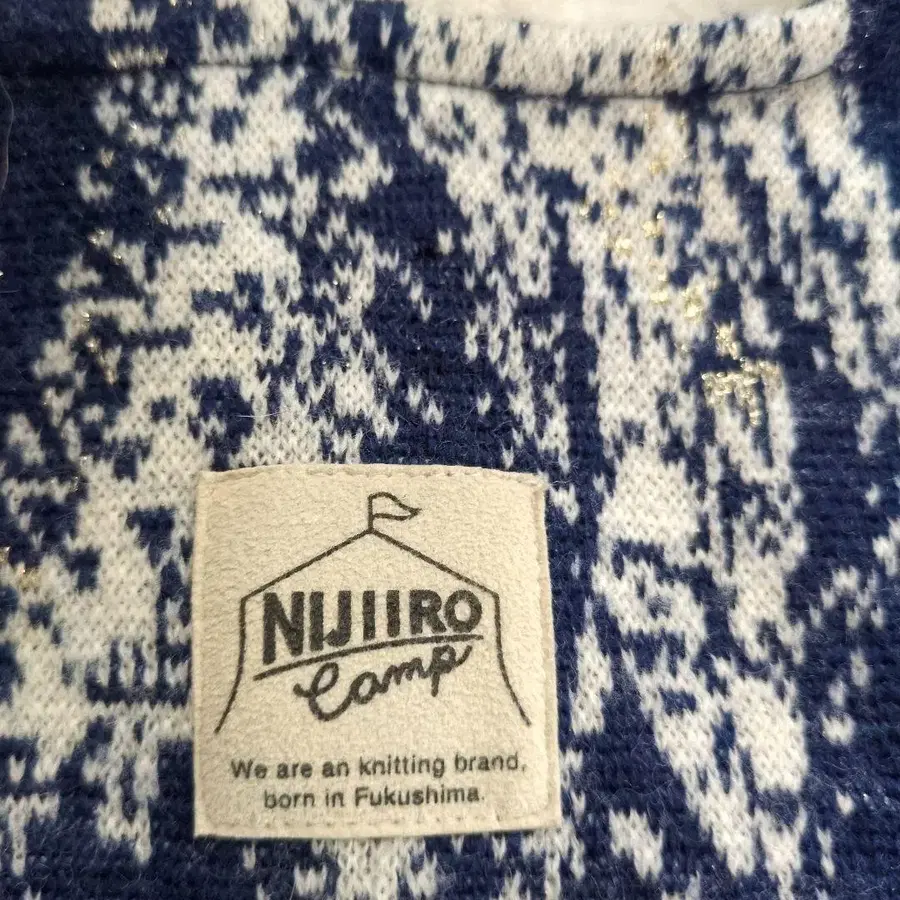 NIJIIRO
Camp
We are an knitting brand,
born in Fukushima.